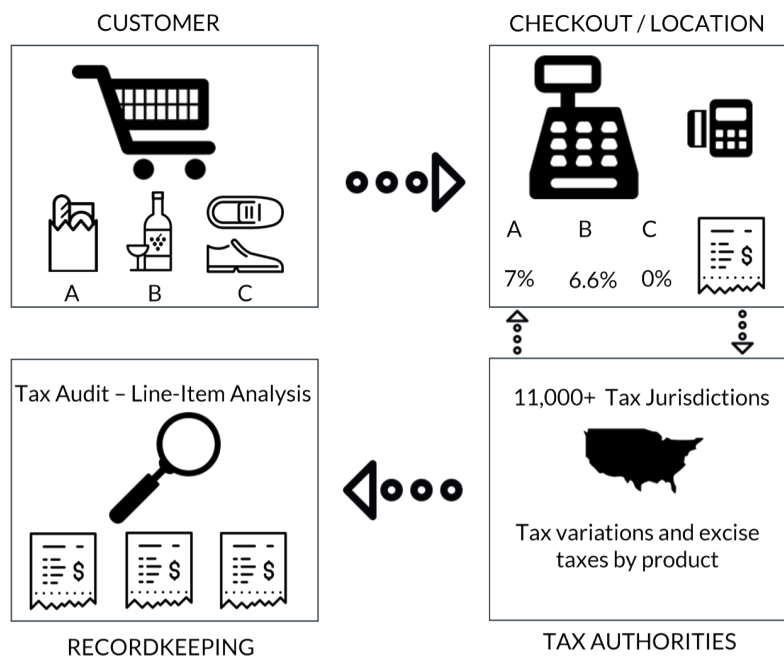 CUSTOMER
CHECKOUT / LOCATION
A B C
A B C
7% 6.6% 0%
$
Tax Audit – Line-Item Analysis
$ $ $
11,000+ Tax Jurisdictions
Tax variations and excise
taxes by product
RECORDKEEPING
TAX AUTHORITIES